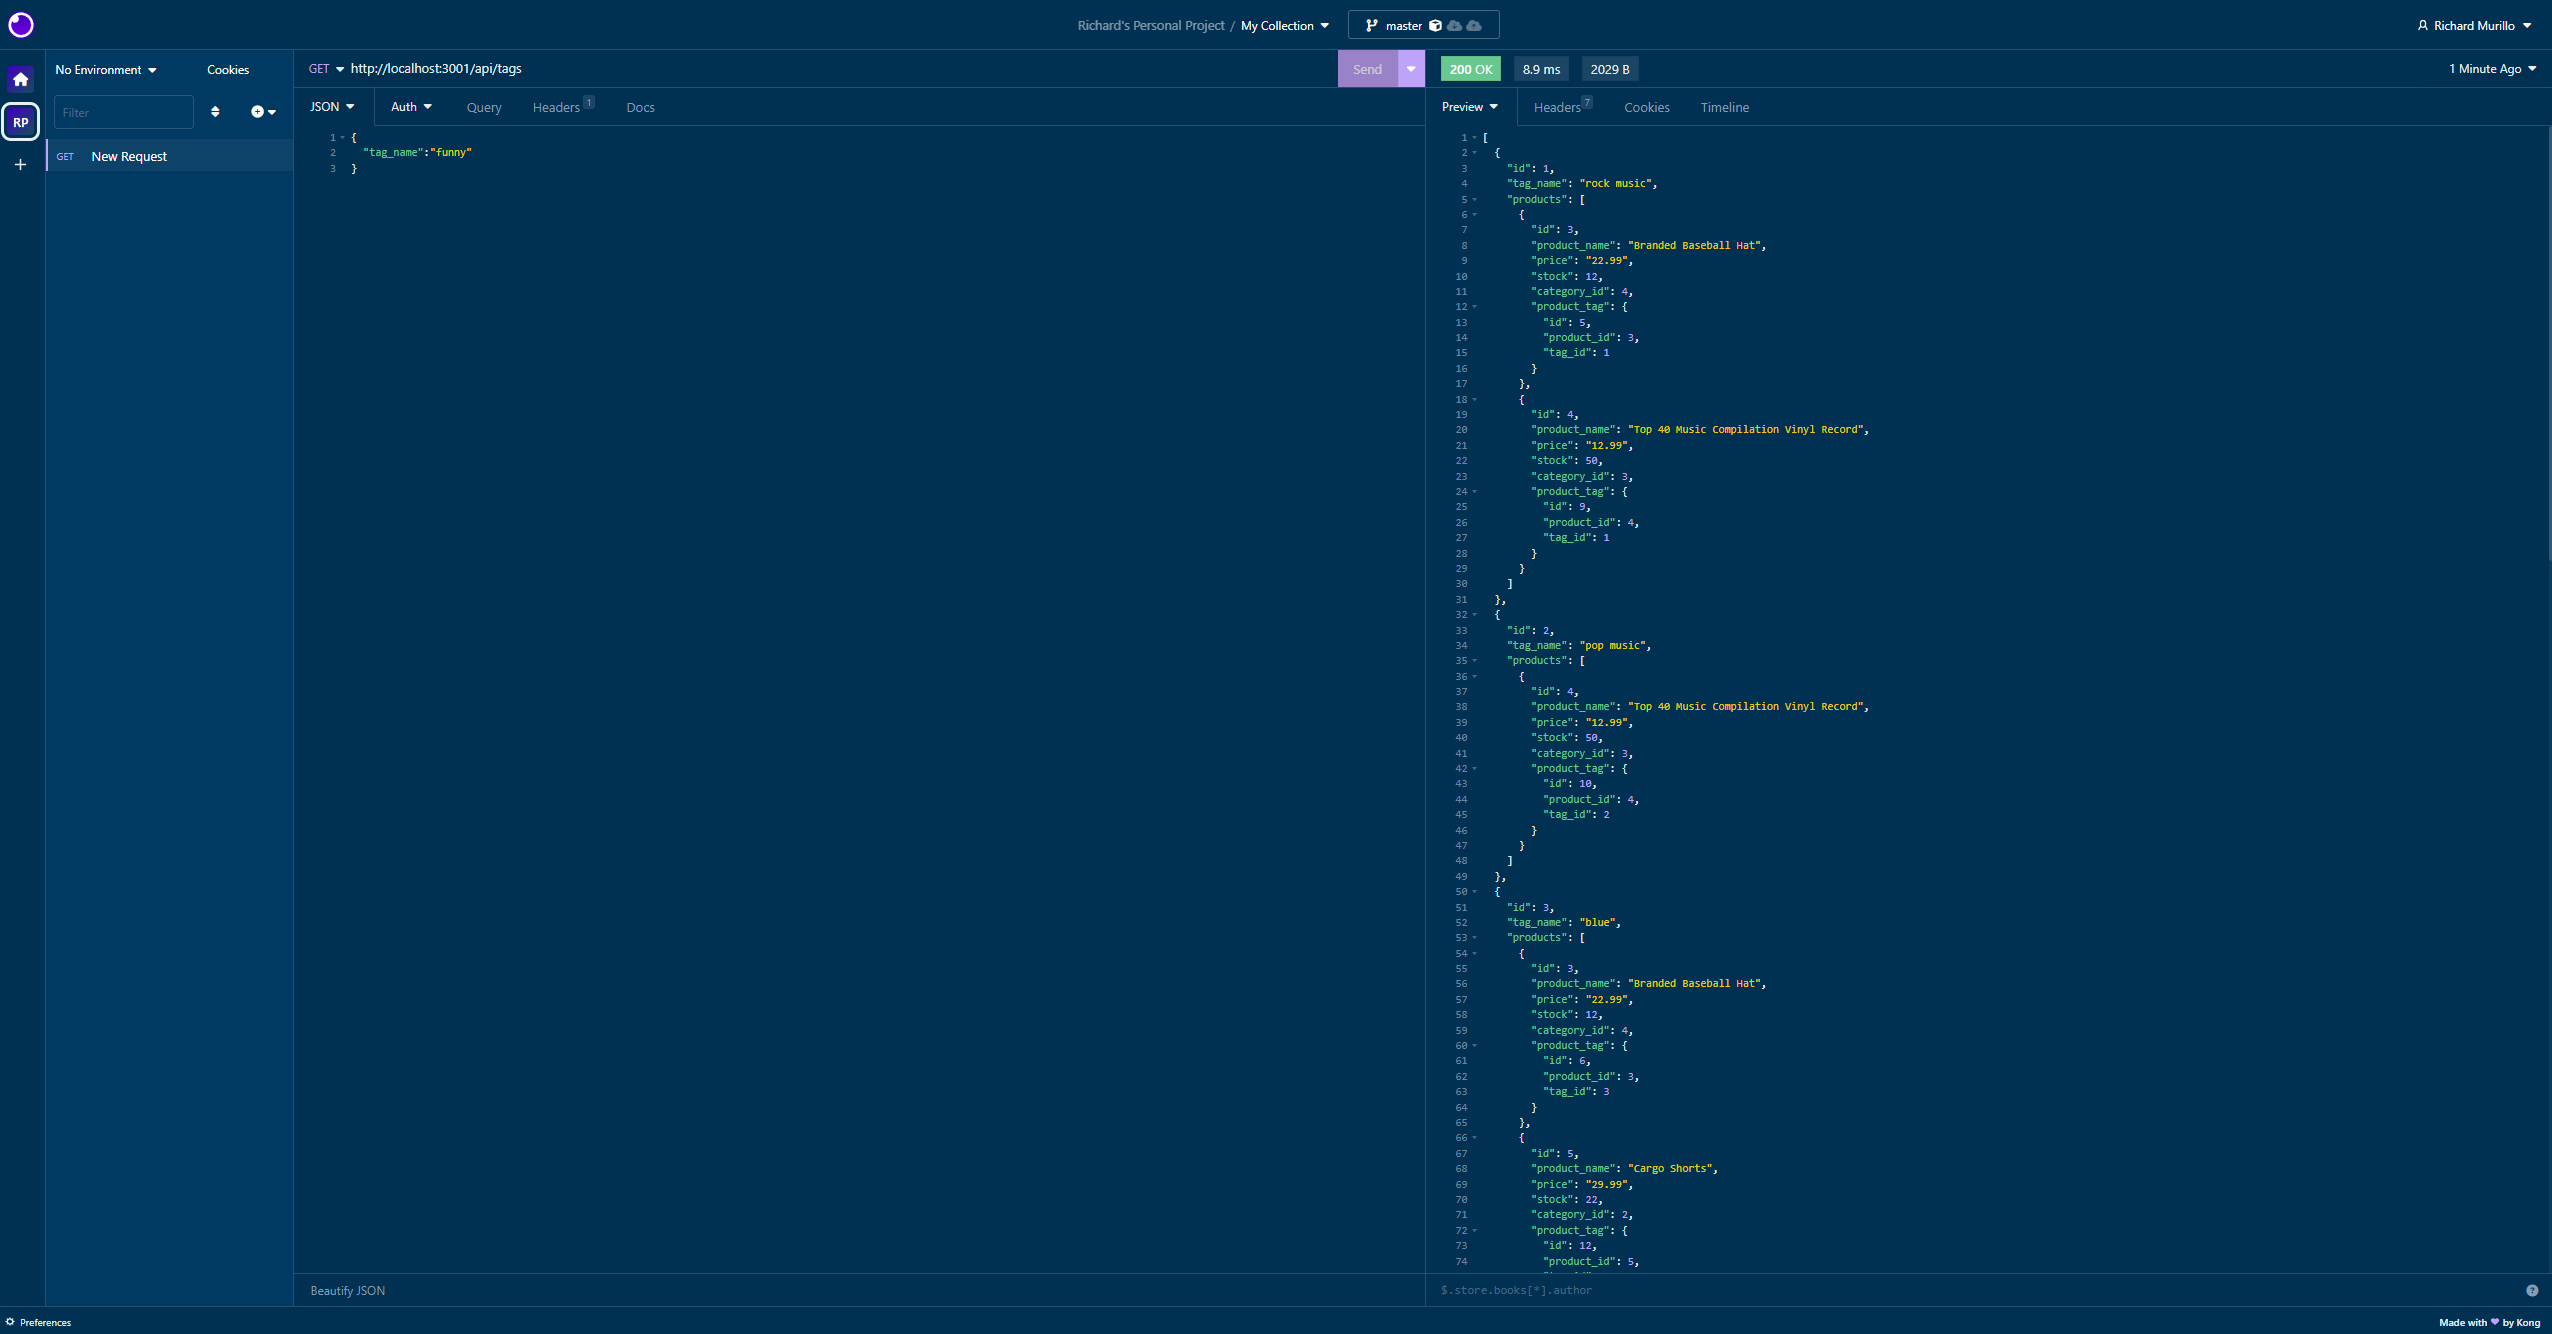 Richard's Personal Project / My Collection
master
Richard Murillo
No Environment
Cookies
GET http://localhost:3001/api/tags
Send
200 OK
8.9 ms
2029 B
1 Minute Ago
Filter
RP
GET New Request
JSON
Auth
Query
Headers 1
Docs
1 {
2 "tag_name":"funny"
3 }
Beautify JSON
Preview
Headers 7
Cookies
Timeline
1 [
2 {
3 "id": 1,
4 "tag_name": "rock music",
5 "products": [
6 {
7 "id": 3,
8 "product_name": "Branded Baseball Hat",
9 "price": "22.99",
10 "stock": 12,
11 "category_id": 4,
12 "product_tag": {
13 "id": 5,
14 "product_id": 3,
15 "tag_id": 1
16 }
17 },
18 {
19 "id": 4,
20 "product_name": "Top 40 Music Compilation Vinyl Record",
21 "price": "12.99",
22 "stock": 50,
23 "category_id": 3,
24 "product_tag": {
25 "id": 9,
26 "product_id": 4,
27 "tag_id": 1
28 }
29 }
30 ]
31 },
32 {
33 "id": 2,
34 "tag_name": "pop music",
35 "products": [
36 {
37 "id": 4,
38 "product_name": "Top 40 Music Compilation Vinyl Record",
39 "price": "12.99",
40 "stock": 50,
41 "category_id": 3,
42 "product_tag": {
43 "id": 10,
44 "product_id": 4,
45 "tag_id": 2
46 }
47 }
48 ]
49 },
50 {
51 "id": 3,
52 "tag_name": "blue",
53 "products": [
54 {
55 "id": 3,
56 "product_name": "Branded Baseball Hat",
57 "price": "22.99",
58 "stock": 12,
59 "category_id": 4,
60 "product_tag": {
61 "id": 6,
62 "product_id": 3,
63 "tag_id": 3
64 }
65 },
66 {
67 "id": 5,
68 "product_name": "Cargo Shorts",
69 "price": "29.99",
70 "stock": 22,
71 "category_id": 2,
72 "product_tag": {
73 "id": 12,
74 "product_id": 5,
$.store.books[*].author
Preferences
Made with ❤ by Kong